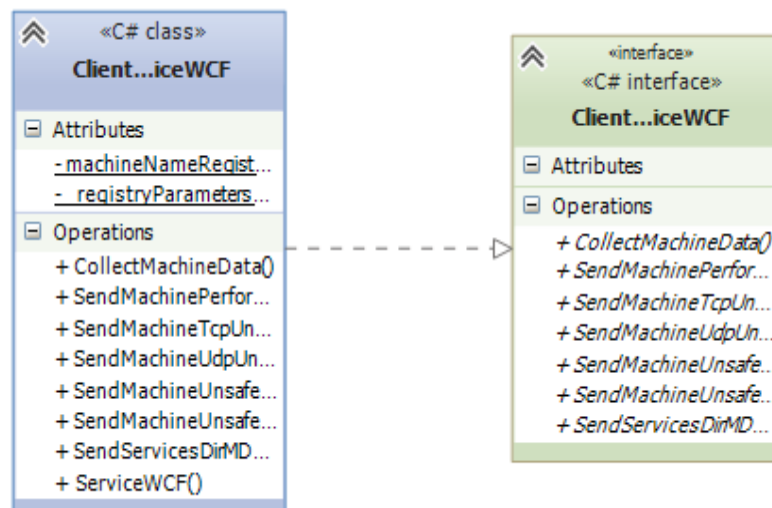 «C# class»
Client...iceWCF
Attributes
- machineNameRegist...
- _registryParameters...
Operations
+ CollectMachineData()
+ SendMachinePerfor...
+ SendMachineTcpUn...
+ SendMachineUdpUn...
+ SendMachineUnsafe...
+ SendMachineUnsafe...
+ SendServicesDirMD...
+ ServiceWCF()
«interface»
«C# interface»
Client...iceWCF
Attributes
Operations
+ CollectMachineData()
+ SendMachinePerfor...
+ SendMachineTcpUn...
+ SendMachineUdpUn...
+ SendMachineUnsafe...
+ SendMachineUnsafe...
+ SendServicesDirMD...